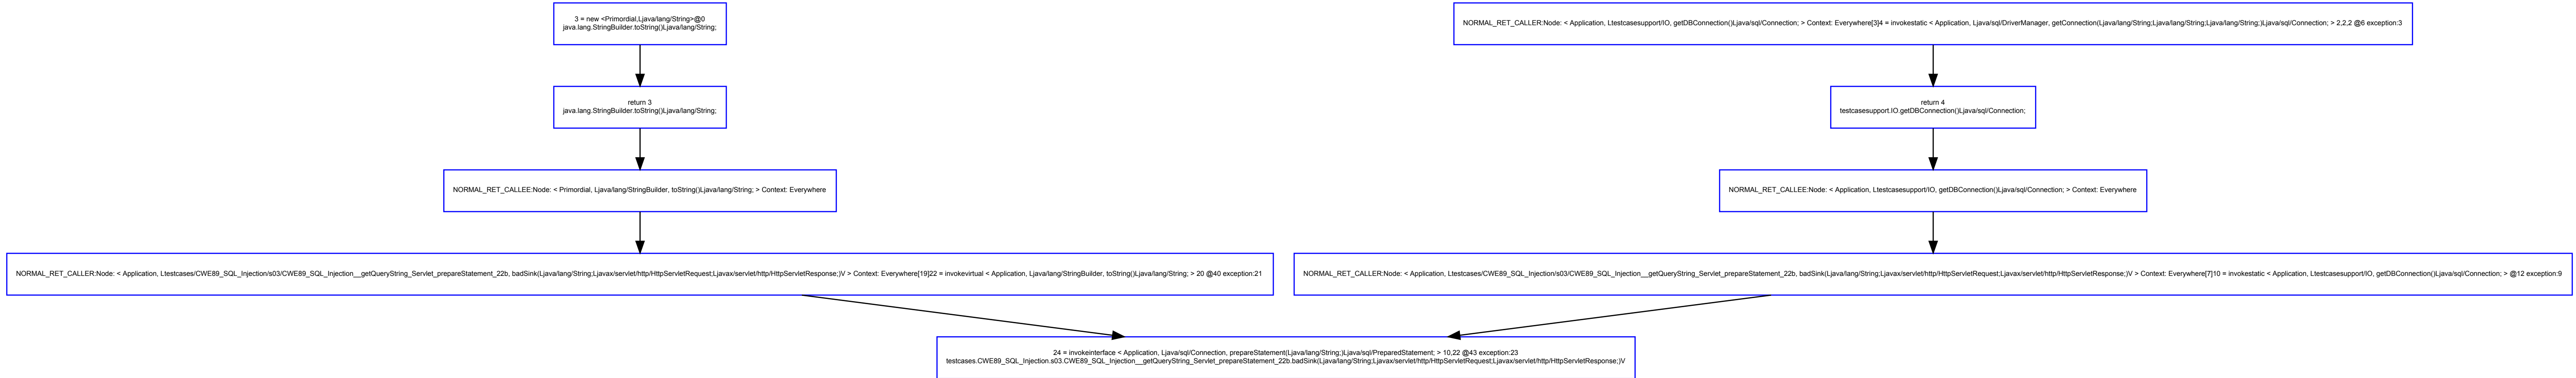 3 = new <Primordial,Ljava/lang/String>@0
java.lang.StringBuilder.toString()Ljava/lang/String;
NORMAL_RET_CALLER:Node: < Application, Ltestcasesupport/IO, getDBConnection()Ljava/sql/Connection; > Context: Everywhere[3]4 = invokestatic < Application, Ljava/sql/DriverManager, getConnection(Ljava/lang/String;Ljava/lang/String;Ljava/lang/String;)Ljava/sql/Connection; > 2,2,2 @6 exception:3
return 3
java.lang.StringBuilder.toString()Ljava/lang/String;
return 4
testcasesupport.IO.getDBConnection()Ljava/sql/Connection;
NORMAL_RET_CALLEE:Node: < Primordial, Ljava/lang/StringBuilder, toString()Ljava/lang/String; > Context: Everywhere
NORMAL_RET_CALLEE:Node: < Application, Ltestcasesupport/IO, getDBConnection()Ljava/sql/Connection; > Context: Everywhere
NORMAL_RET_CALLER:Node: < Application, Ltestcases/CWE89_SQL_Injection/s03/CWE89_SQL_Injection__getQueryString_Servlet_prepareStatement_22b, badSink(Ljava/lang/String;Ljavax/servlet/http/HttpServletRequest;Ljavax/servlet/http/HttpServletResponse;)V > Context: Everywhere[19]22 = invokevirtual < Application, Ljava/lang/StringBuilder, toString()Ljava/lang/String; > 20 @40 exception:21
NORMAL_RET_CALLER:Node: < Application, Ltestcases/CWE89_SQL_Injection/s03/CWE89_SQL_Injection__getQueryString_Servlet_prepareStatement_22b, badSink(Ljava/lang/String;Ljavax/servlet/http/HttpServletRequest;Ljavax/servlet/http/HttpServletResponse;)V > Context: Everywhere[7]10 = invokestatic < Application, Ltestcasesupport/IO, getDBConnection()Ljava/sql/Connection; > @12 exception:9
24 = invokeinterface < Application, Ljava/sql/Connection, prepareStatement(Ljava/lang/String;)Ljava/sql/PreparedStatement; > 10,22 @43 exception:23
testcases.CWE89_SQL_Injection.s03.CWE89_SQL_Injection__getQueryString_Servlet_prepareStatement_22b.badSink(Ljava/lang/String;Ljavax/servlet/http/HttpServletRequest;Ljavax/servlet/http/HttpServletResponse;)V